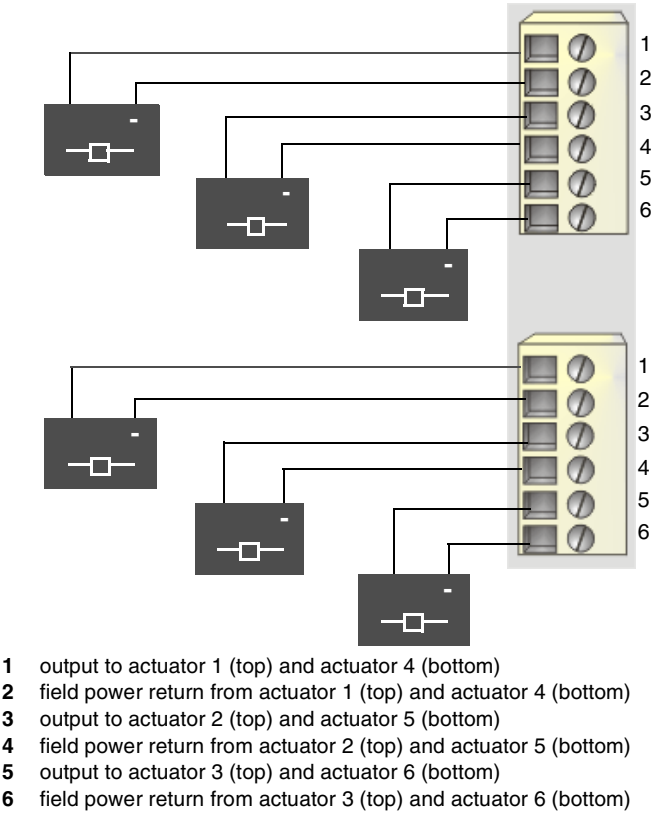 1
2
3
4
5
6
1
2
3
4
5
6
1 output to actuator 1 (top) and actuator 4 (bottom)
2 field power return from actuator 1 (top) and actuator 4 (bottom)
3 output to actuator 2 (top) and actuator 5 (bottom)
4 field power return from actuator 2 (top) and actuator 5 (bottom)
5 output to actuator 3 (top) and actuator 6 (bottom)
6 field power return from actuator 3 (top) and actuator 6 (bottom)